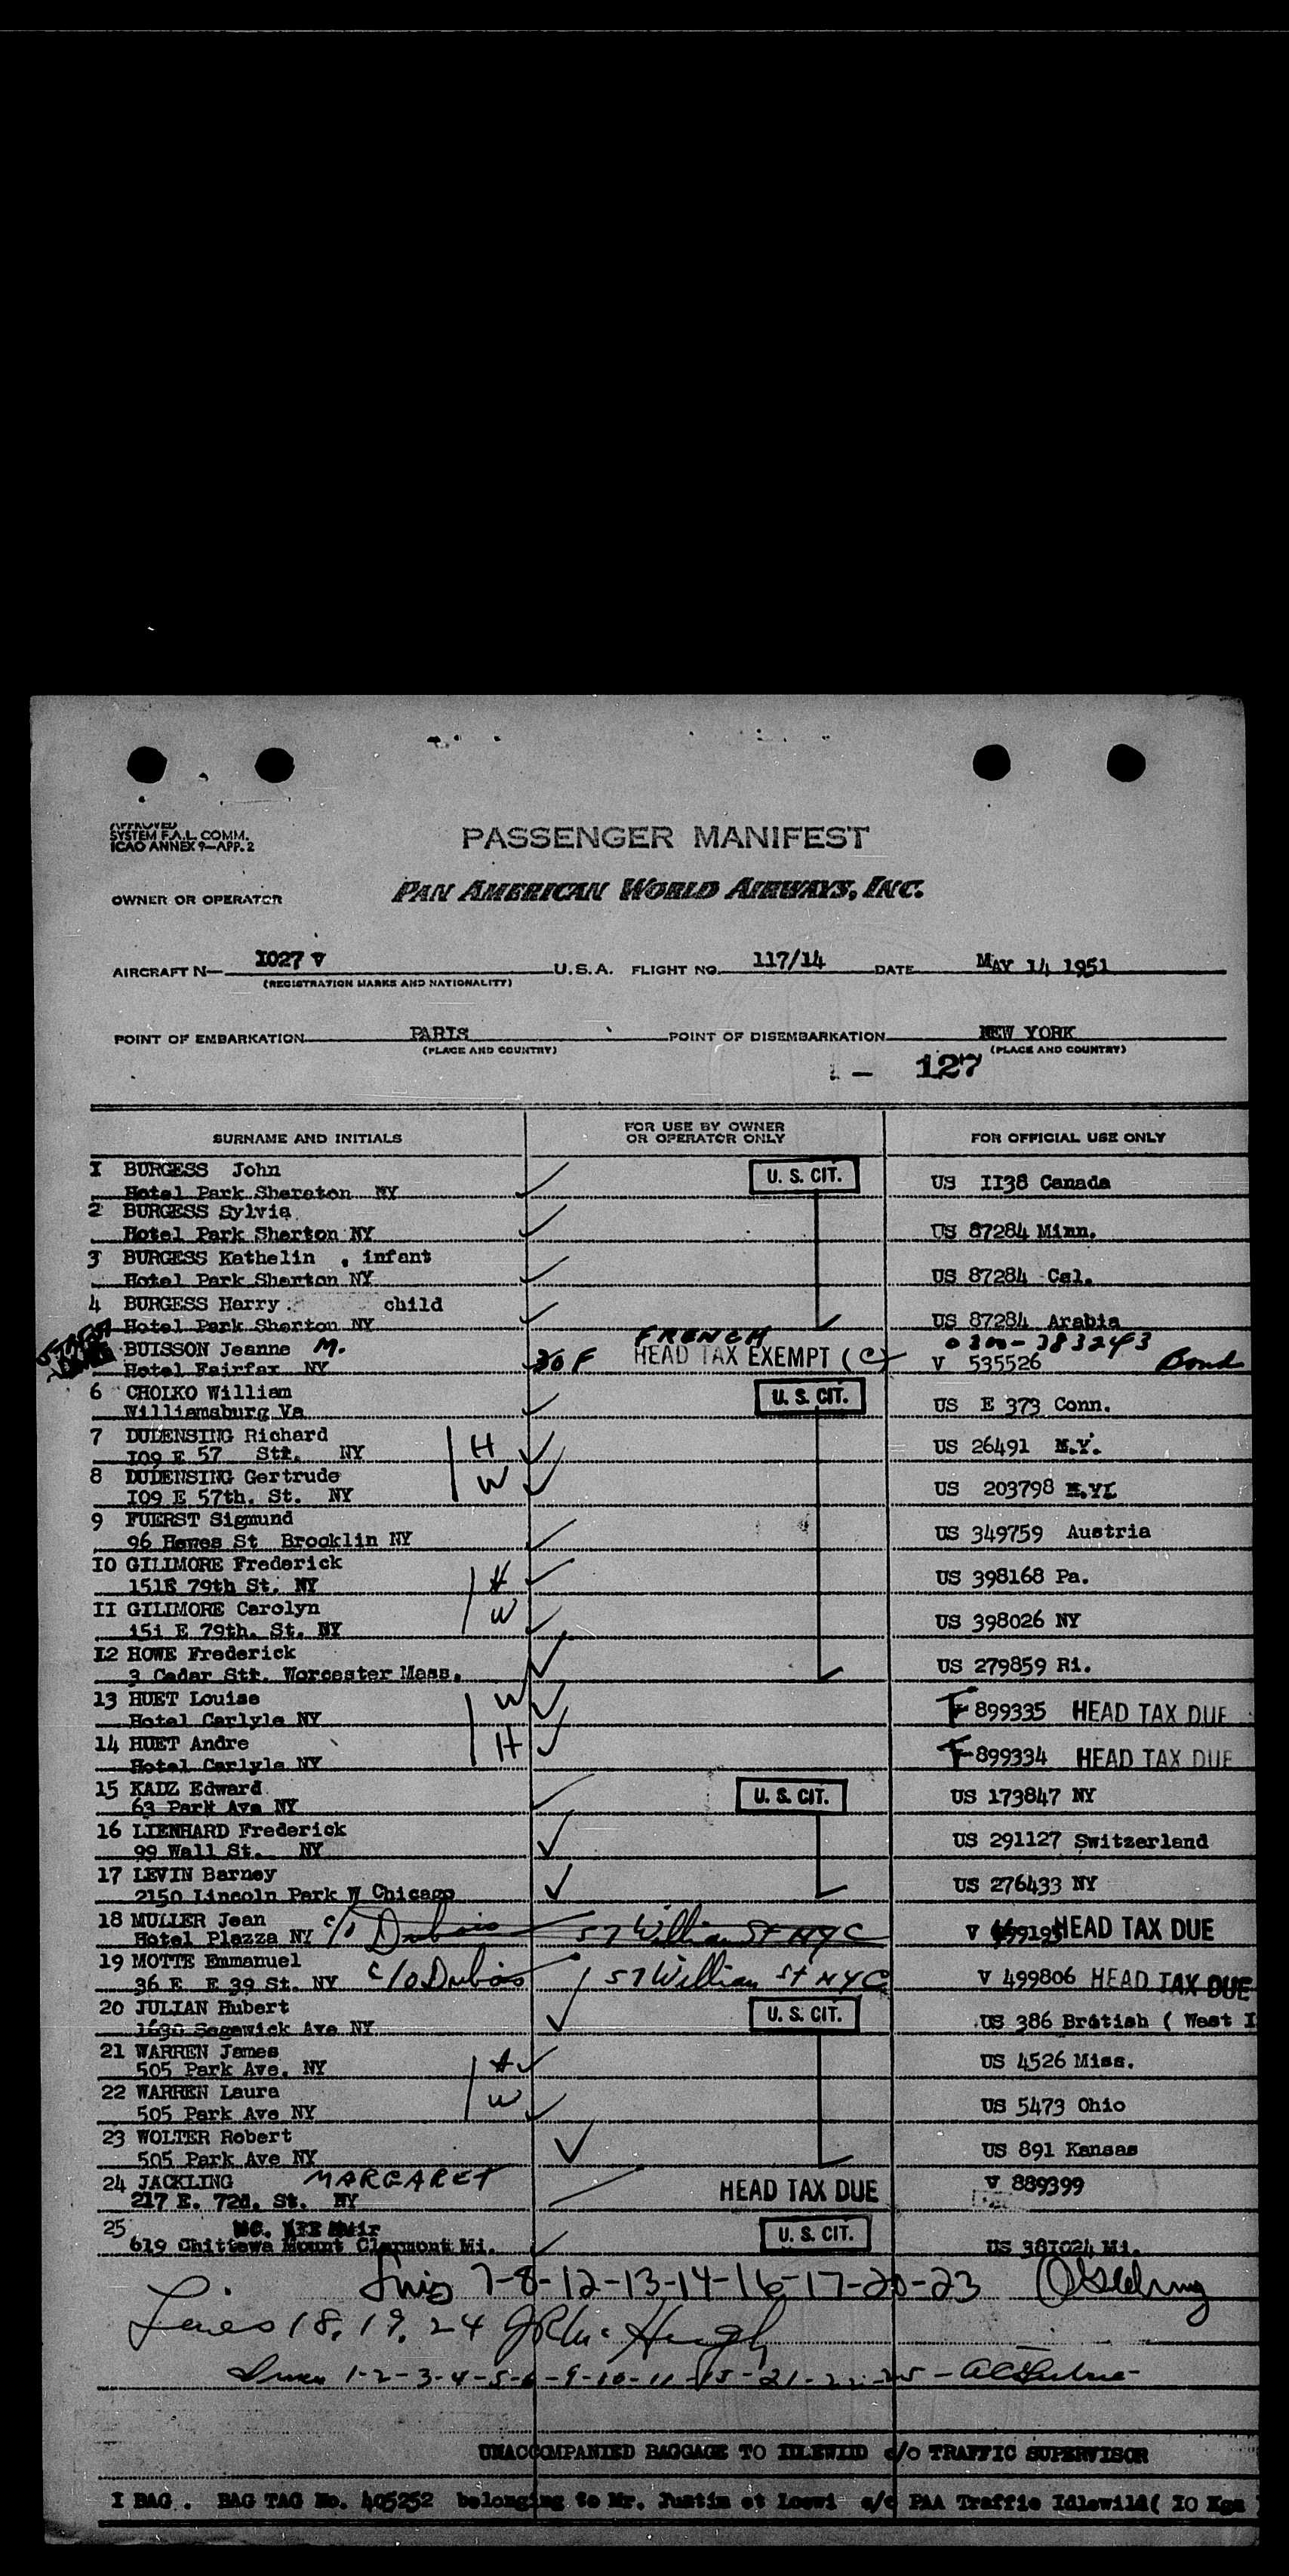 APPROVED
SYSTEM F.A.L. COMM.
ICAO ANNEX 9—APP. 2
PASSENGER MANIFEST
OWNER OR OPERATOR PAN AMERICAN WORLD AIRWAYS, INC.
AIRCRAFT N— I027 V U.S.A. FLIGHT NO. 117/14 DATE MAY 14 1951
(REGISTRATION MARKS AND NATIONALITY)
POINT OF EMBARKATION PARIS POINT OF DISEMBARKATION NEW YORK
(PLACE AND COUNTRY) (PLACE AND COUNTRY)
— 127
SURNAME AND INITIALS FOR USE BY OWNER OR OPERATOR ONLY FOR OFFICIAL USE ONLY
I BURGESS John U. S. CIT.
Hotel Park Sheraton NY US II38 Canada
2 BURGESS Sylvia
Hotel Park Sherton NY US 87284 Minn.
3 BURGESS Kathelin , infant
Hotel Park Sherton NY US 87284 Cal.
4 BURGESS Harry child
Hotel Park Sherton NY US 87284 Arabia
BUISSON Jeanne M. FRENCH 0300-383243
Hotel Fairfax NY HEAD TAX EXEMPT (C) V 535526 Bond
6 CHOIKO William U. S. CIT.
Williamsburg Va US E 373 Conn.
7 DUDENSING Richard H
I09 E 57 Stt. NY US 26491 N.Y.
8 DUDENSING Gertrude W
I09 E 57th. St. NY US 203798
9 FUERST Sigmund
96 Hewes St Brooklin NY US 349759 Austria
IO GILIMORE Frederick H
151E 79th St. NY US 398168 Pa.
II GILIMORE Carolyn W
151 E 79th. St. NY US 398026 NY
I2 HOWE Frederick
3 Cedar Stt. Worcester Mass. US 279859 Ri.
13 HUET Louise W
Hotel Carlyle NY F 899335 HEAD TAX DUE
14 HUET Andre H
Hotel Carlyle NY F 899334 HEAD TAX DUE
15 KADZ Edward U. S. CIT.
63 Park Ave NY US 173847 NY
16 LIENHARD Frederick
99 Wall St. NY US 291127 Switzerland
17 LEVIN Barney
2150 Lincoln Park W Chicago US 276433 NY
18 MULLER Jean c/o Dubois 57 William St NYC
Hotel Plazza NY V HEAD TAX DUE
19 MOTTE Emmanuel
36 E E 39 St. NY c/o Dubois 57 William St NYC V 499806 HEAD TAX DUE
20 JULIAN Hubert U. S. CIT.
1690 Segewick Ave NY US 386 British ( West I
21 WARREN James H
505 Park Ave. NY US 4526 Miss.
22 WARREN Laura W
505 Park Ave NY US 5473 Ohio
23 WOLTER Robert
505 Park Ave NY US 891 Kansas
24 JACKLING MARGARET HEAD TAX DUE V 889399
217 E. 72d. St. NY
25 U. S. CIT.
619 Chittewa Mount Clermont Mi. US 381024 Mi.
7-8-12-13-14-16-17-20-23
Lines 18, 19, 24
1-2-3-4-5-6-9-10-11-15-21-22-25
UNACCOMPANIED BAGGAGE TO IDLEWILD c/o TRAFFIC SUPERVISOR
I BAG . BAG TAG No. 405252 belonging to Mr. Justin et Loewi c/o PAA Traffic Idlewild( IO Kgs )